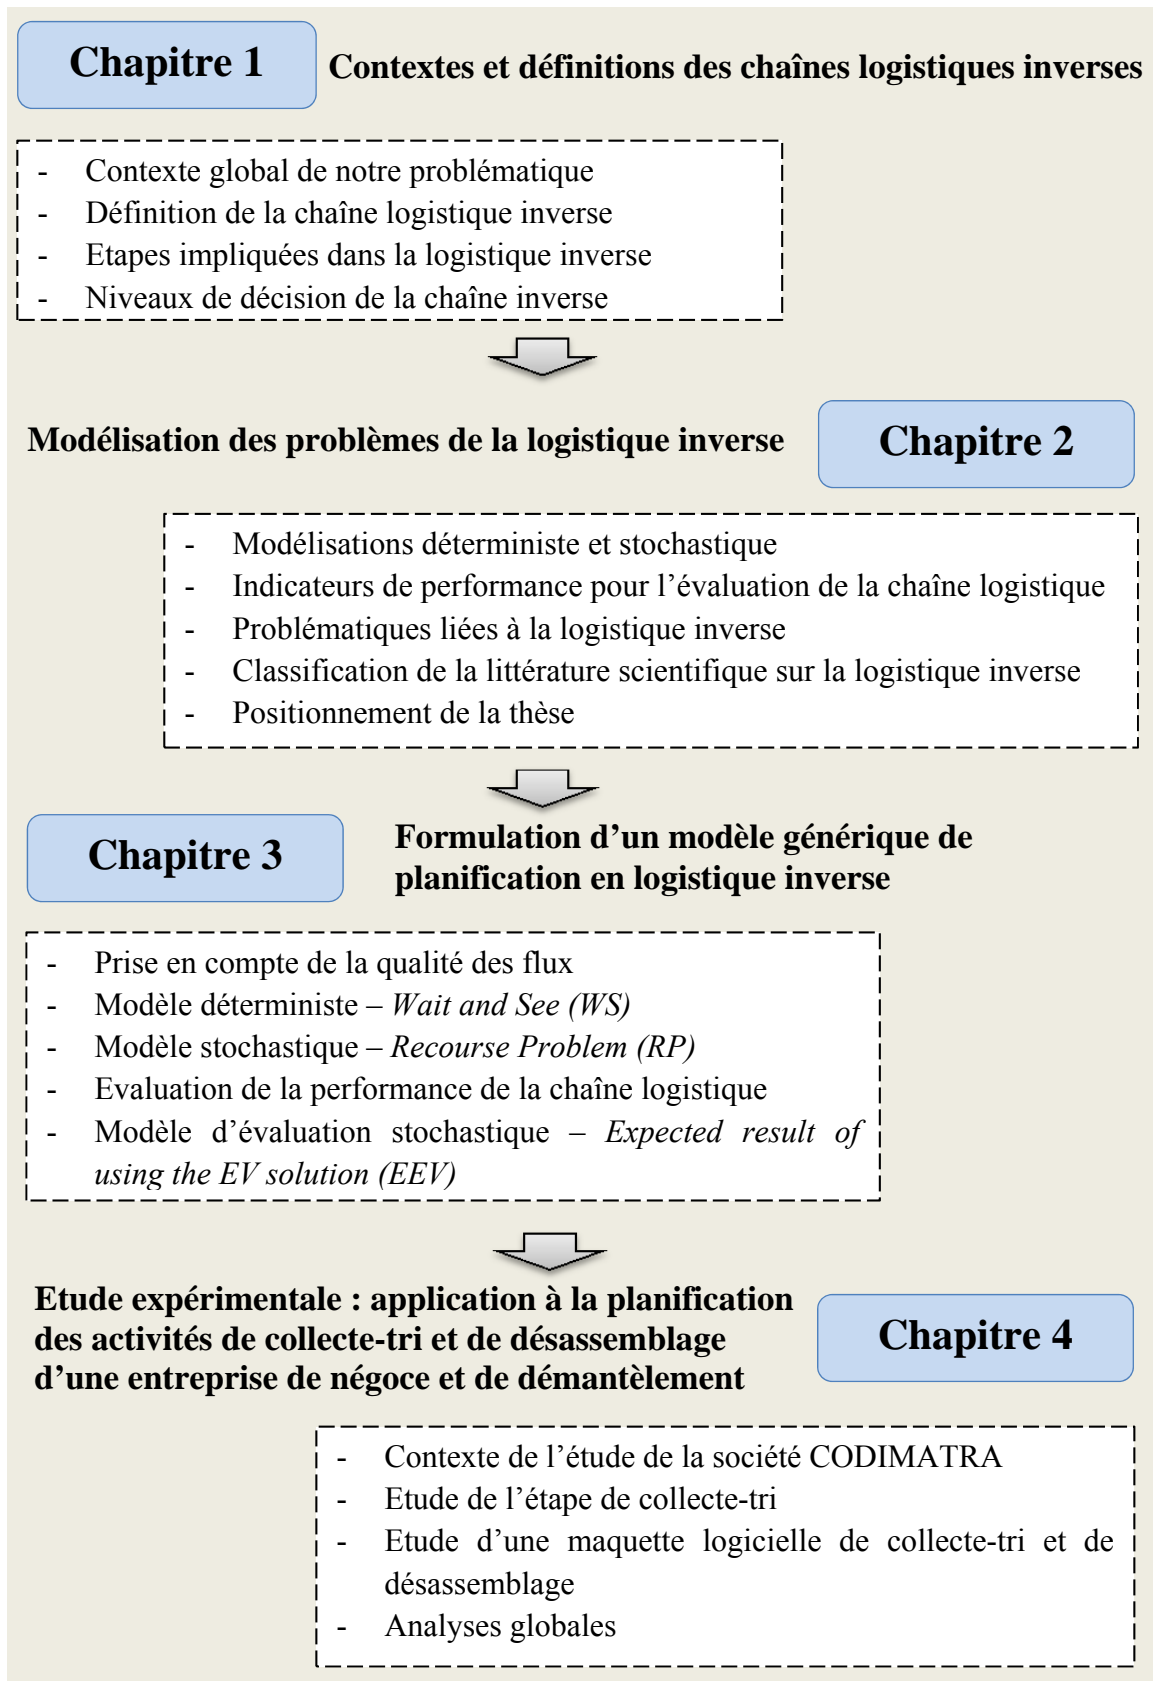 Chapitre 1
Contextes et définitions des chaînes logistiques inverses
- Contexte global de notre problématique
- Définition de la chaîne logistique inverse
- Etapes impliquées dans la logistique inverse
- Niveaux de décision de la chaîne inverse
Modélisation des problèmes de la logistique inverse
Chapitre 2
- Modélisations déterministe et stochastique
- Indicateurs de performance pour l’évaluation de la chaîne logistique
- Problématiques liées à la logistique inverse
- Classification de la littérature scientifique sur la logistique inverse
- Positionnement de la thèse
Chapitre 3
Formulation d’un modèle générique de
planification en logistique inverse
- Prise en compte de la qualité des flux
- Modèle déterministe – Wait and See (WS)
- Modèle stochastique – Recourse Problem (RP)
- Evaluation de la performance de la chaîne logistique
- Modèle d’évaluation stochastique – Expected result of
using the EV solution (EEV)
Etude expérimentale : application à la planification
des activités de collecte-tri et de désassemblage
d’une entreprise de négoce et de démantèlement
Chapitre 4
- Contexte de l’étude de la société CODIMATRA
- Etude de l’étape de collecte-tri
- Etude d’une maquette logicielle de collecte-tri et de
désassemblage
- Analyses globales